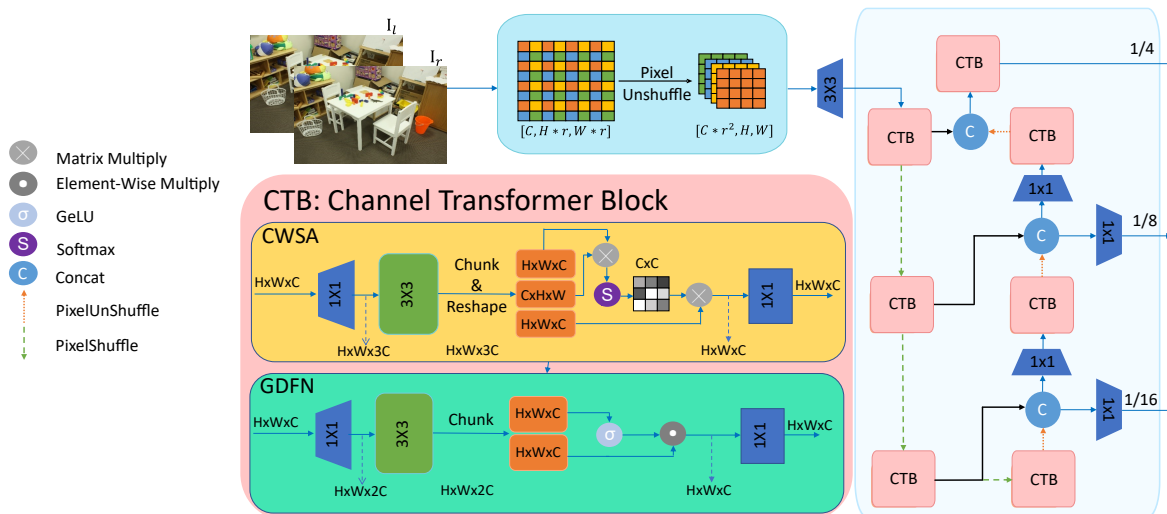 I_l
I_r
[C, H * r, W * r]
Pixel
Unshuffle
[C * r², H, W]
3X3
CTB
1/4
CTB
C
CTB
1x1
C
1x1
1/8
CTB
CTB
1x1
C
1x1
1/16
CTB
CTB
Matrix Multiply
Element-Wise Multiply
σ
GeLU
S
Softmax
C
Concat
PixelUnShuffle
PixelShuffle
CTB: Channel Transformer Block
CWSA
HxWxC
1X1
3X3
Chunk
&
Reshape
HxWxC
CxHxW
HxWxC
S
CxC
1X1
HxWxC
HxWx3C
HxWx3C
HxWxC
GDFN
HxWxC
1X1
3X3
Chunk
HxWxC
HxWxC
σ
1X1
HxWxC
HxWx2C
HxWx2C
HxWxC